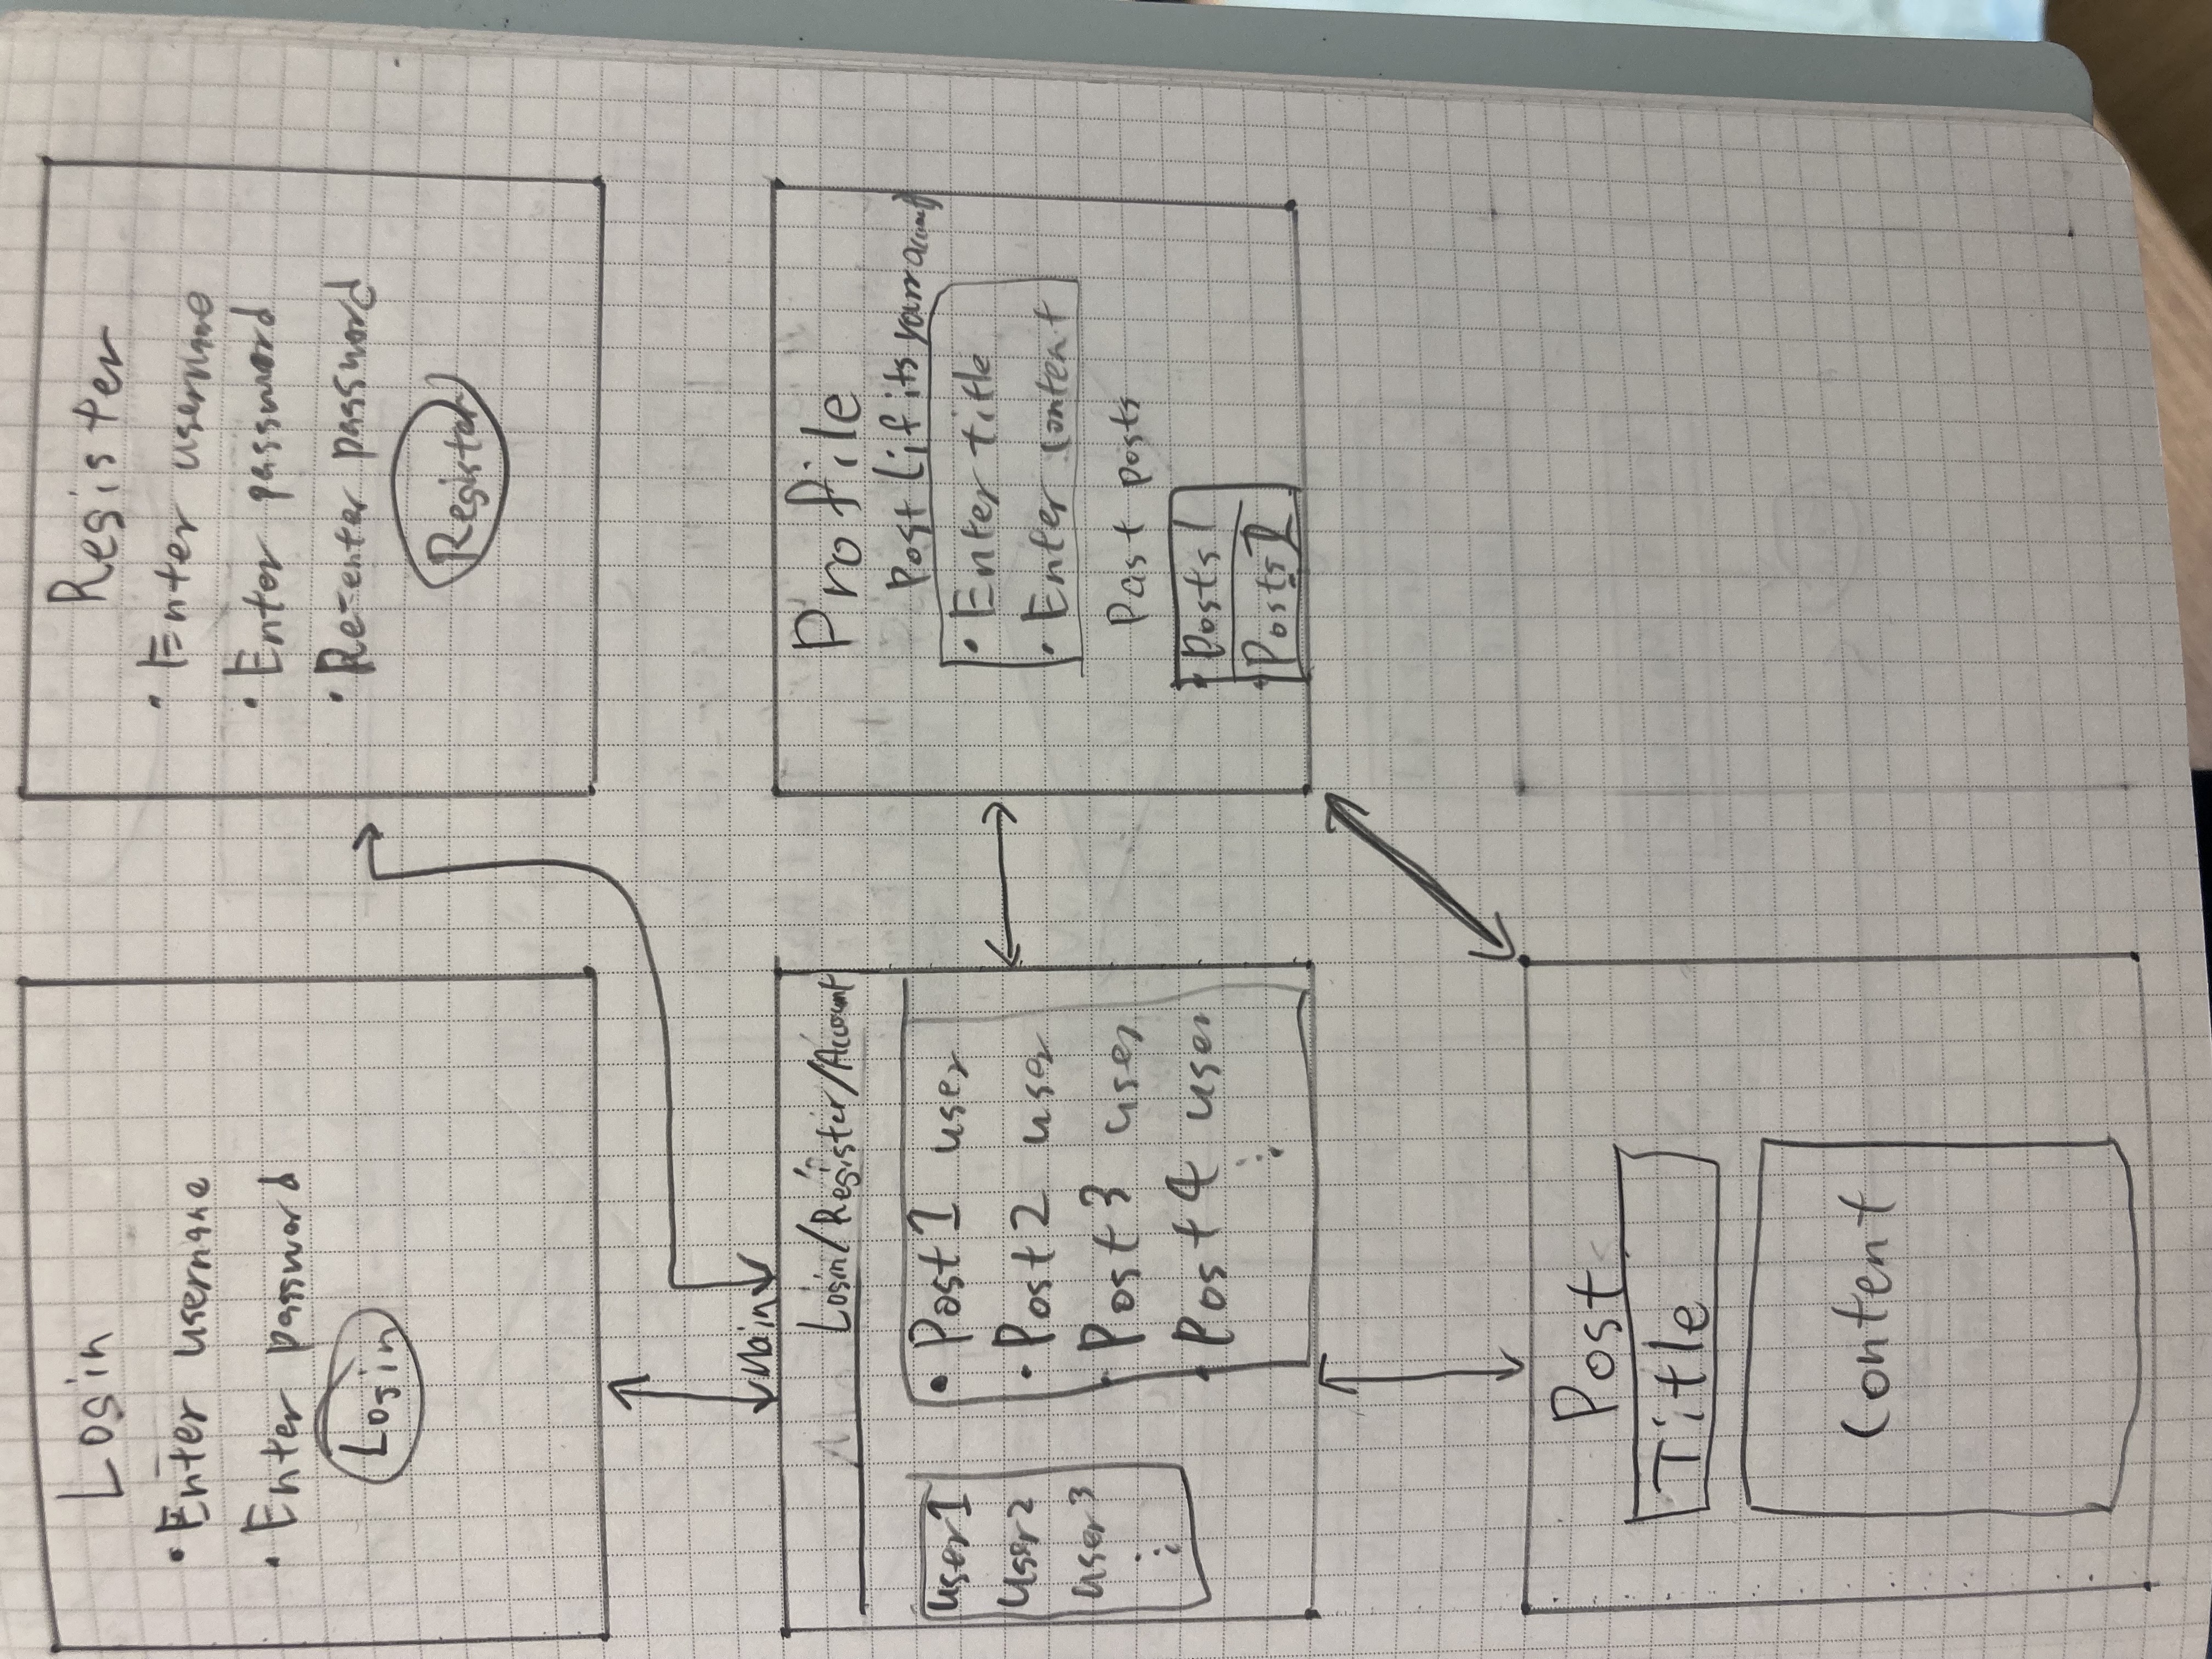 Login
• Enter username
• Enter password
Login
Register
• Enter username
• Enter password
• Re-enter password
Register
Main
Login/Register/Account
user1
user2
user3
⋮
• Post1 user
• Post2 user
• Post3 user
• Post4 user
⋮
Profile
Post (if its your account)
• Enter title
• Enter content
Past posts
• Posts1
• Posts2
Post
Title
Content